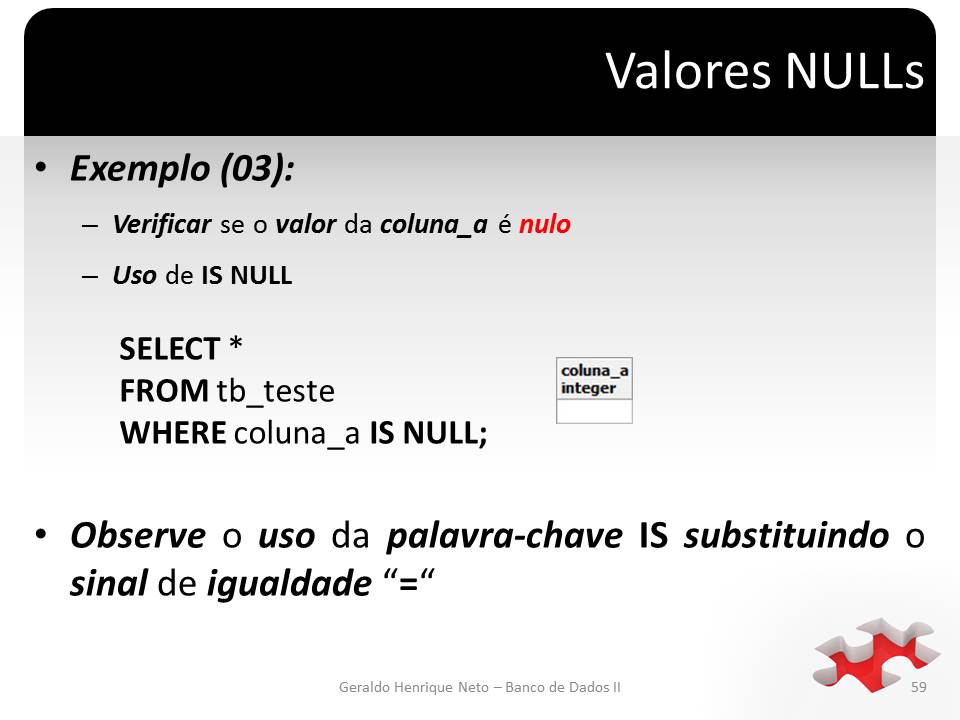 Valores NULLs
• Exemplo (03):
– Verificar se o valor da coluna_a é nulo
– Uso de IS NULL
SELECT *
FROM tb_teste
WHERE coluna_a IS NULL;
coluna_a
integer
• Observe o uso da palavra-chave IS substituindo o
sinal de igualdade “=“
Geraldo Henrique Neto – Banco de Dados II
59